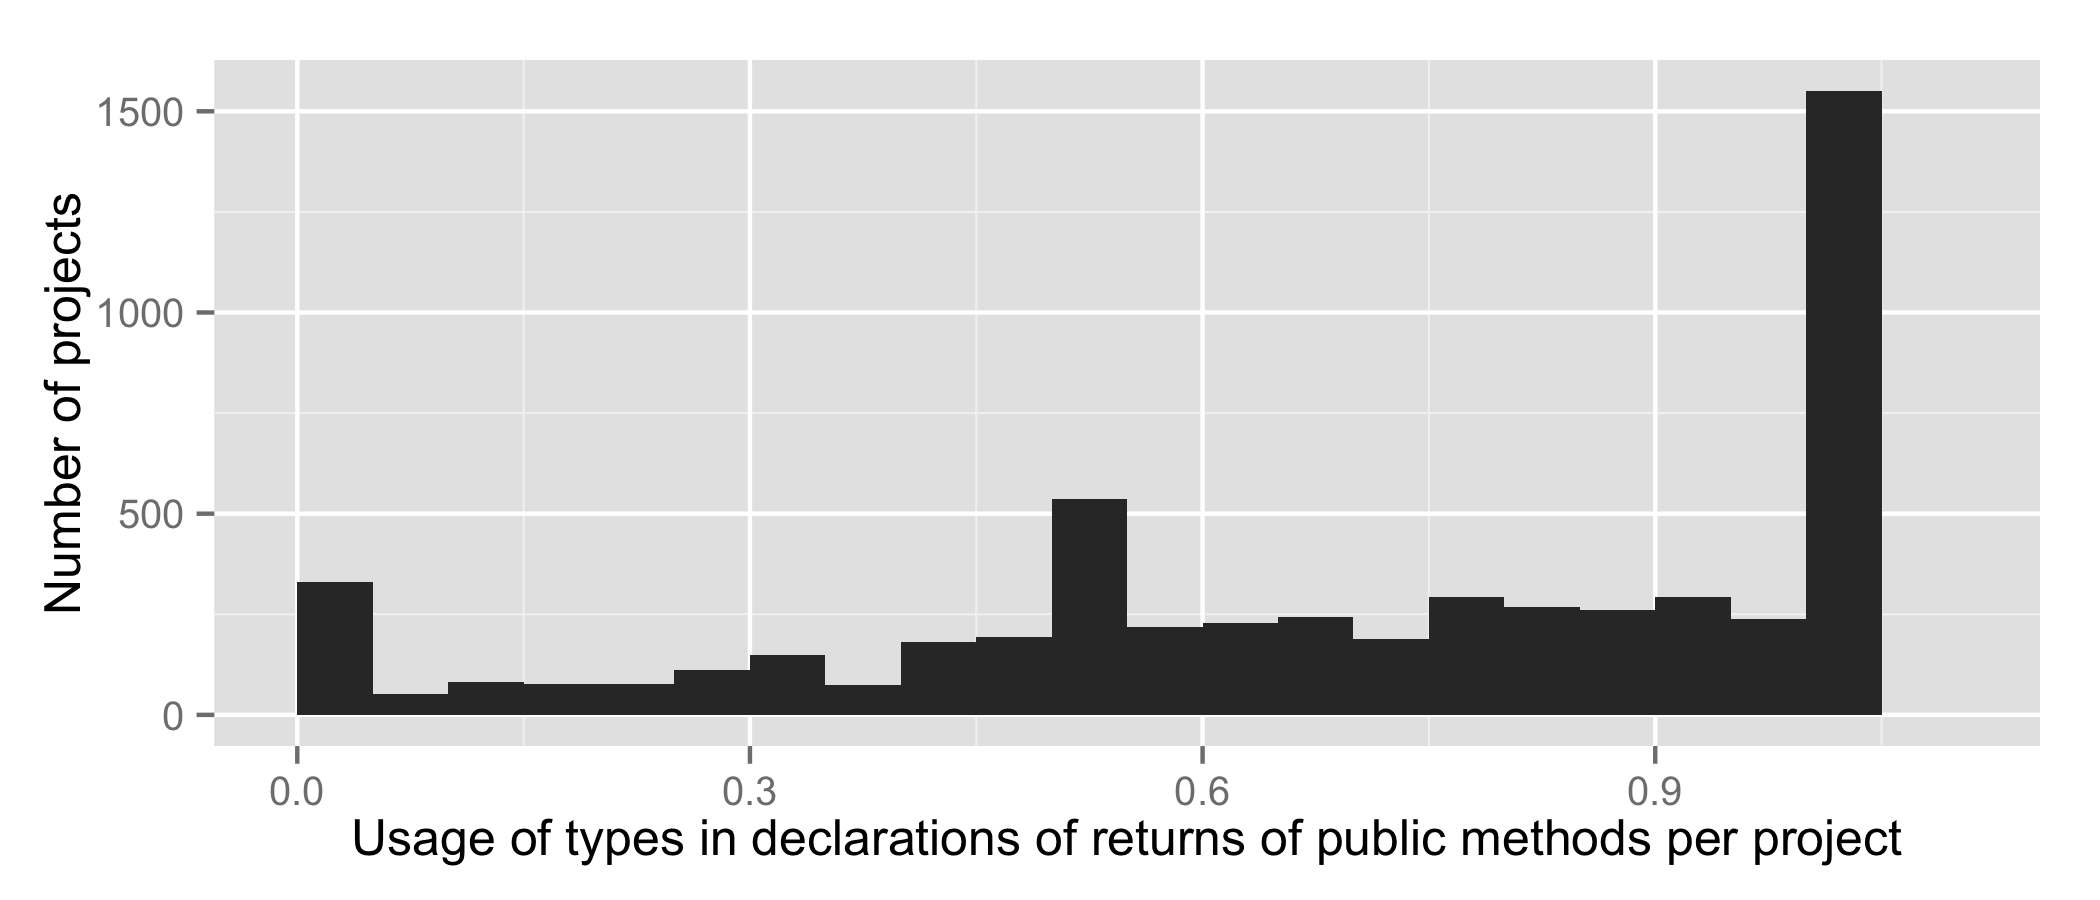 Number of projects
1500
1000
500
0
0.0 0.3 0.6 0.9
Usage of types in declarations of returns of public methods per project